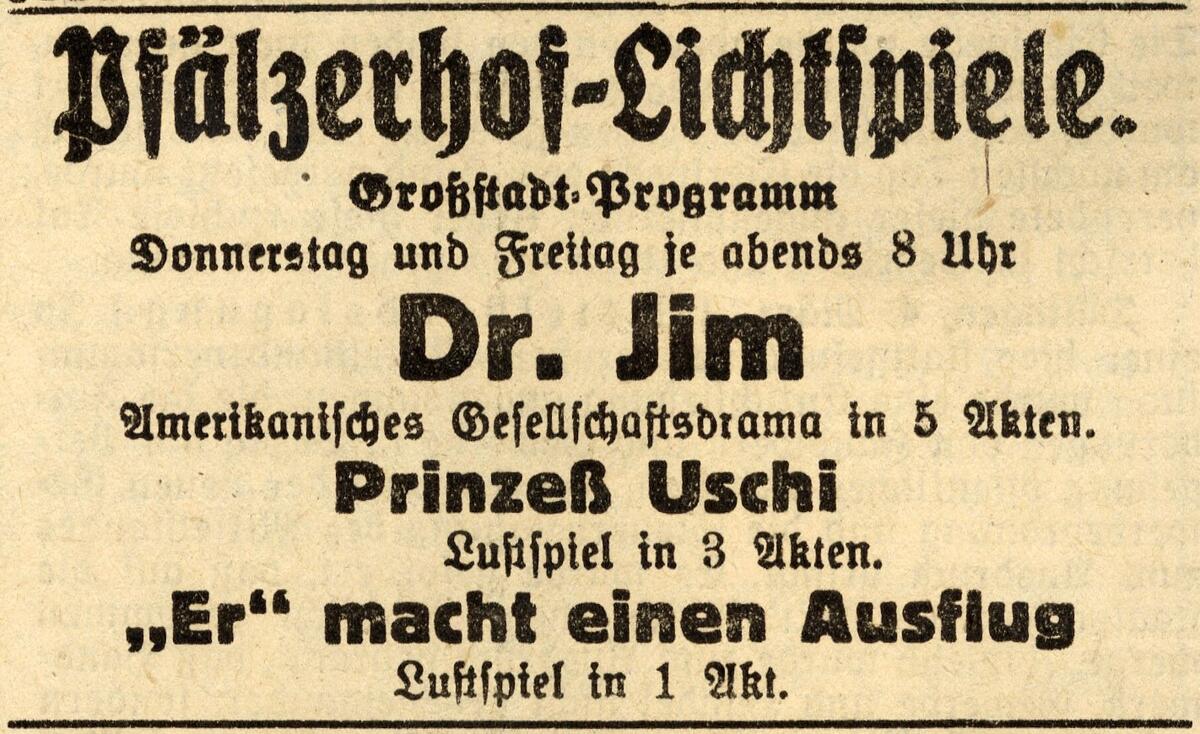 Pfälzerhof-Lichtspiele.
Großstadt-Programm
Donnerstag und Freitag je abends 8 Uhr
Dr. Jim
Amerikanisches Gesellschaftsdrama in 5 Akten.
Prinzeß Uschi
Lustspiel in 3 Akten.
„Er“ macht einen Ausflug
Lustspiel in 1 Akt.